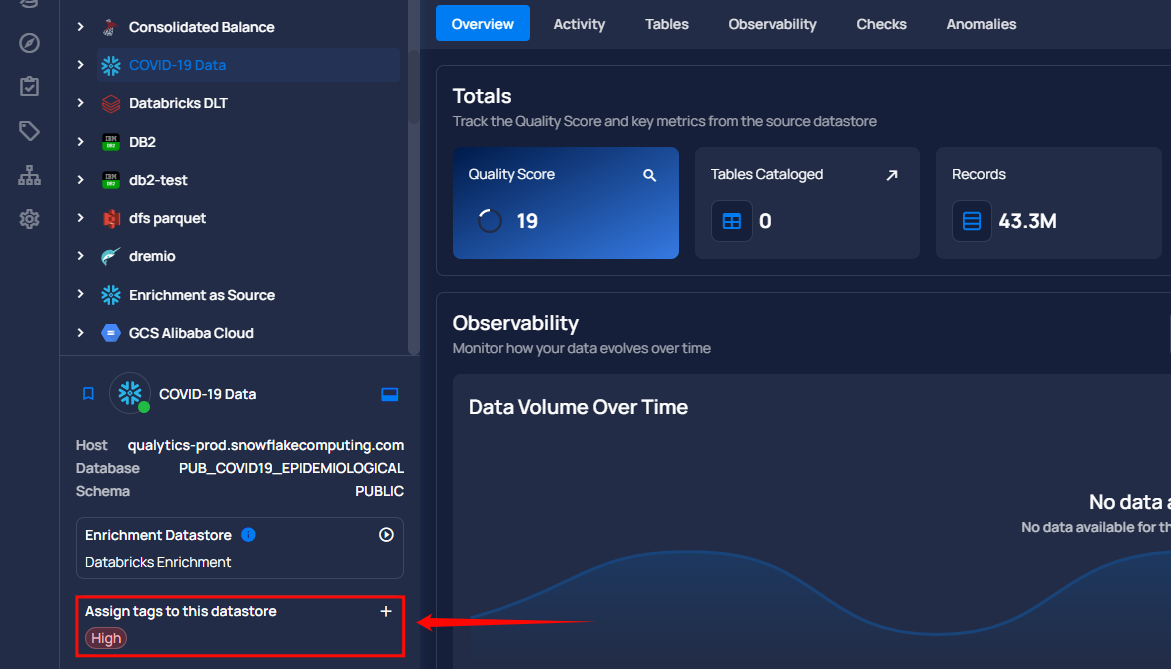 Consolidated Balance
COVID-19 Data
Databricks DLT
DB2
db2-test
dfs parquet
dremio
Enrichment as Source
GCS Alibaba Cloud
COVID-19 Data
Host qualytics-prod.snowflakecomputing.com
Database PUB_COVID19_EPIDEMIOLOGICAL
Schema PUBLIC
Enrichment Datastore
Databricks Enrichment
Assign tags to this datastore +
High
Overview Activity Tables Observability Checks Anomalies
Totals
Track the Quality Score and key metrics from the source datastore
Quality Score
19
Tables Cataloged
0
Records
43.3M
Observability
Monitor how your data evolves over time
Data Volume Over Time
No data
No data available for